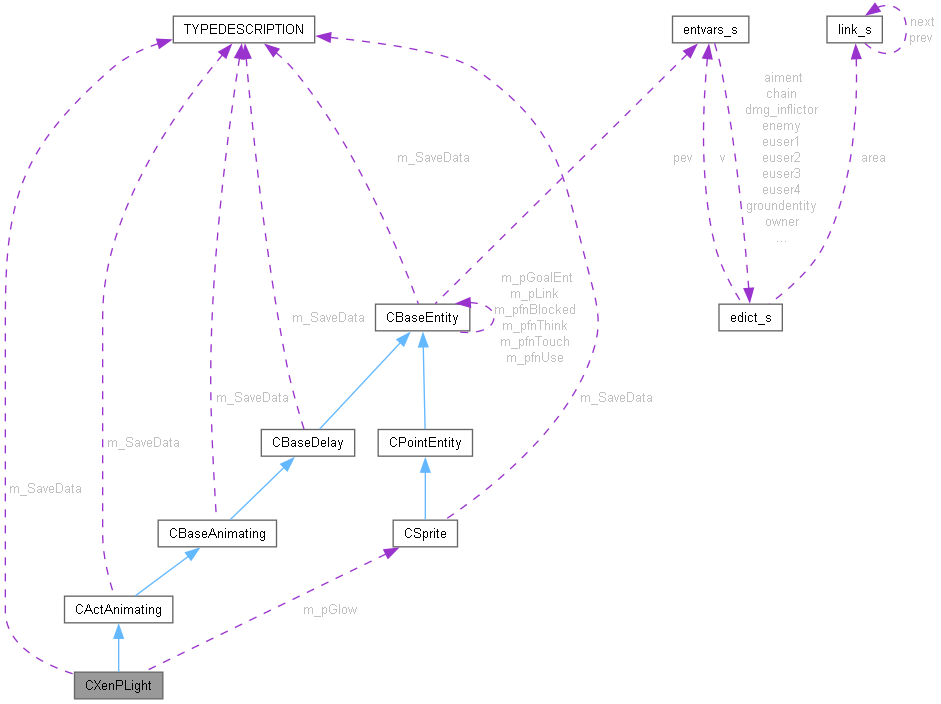 TYPEDESCRIPTION
entvars_s
link_s
next
prev
aiment
chain
dmg_inflictor
enemy
euser1
euser2
euser3
euser4
groundentity
owner
...
m_SaveData
pev
v
area
m_pGoalEnt
m_pLink
m_pfnBlocked
m_pfnThink
m_pfnTouch
m_pfnUse
CBaseEntity
edict_s
m_SaveData
m_SaveData
m_SaveData
m_SaveData
CBaseDelay
CPointEntity
m_SaveData
CBaseAnimating
CSprite
CActAnimating
m_pGlow
CXenPLight